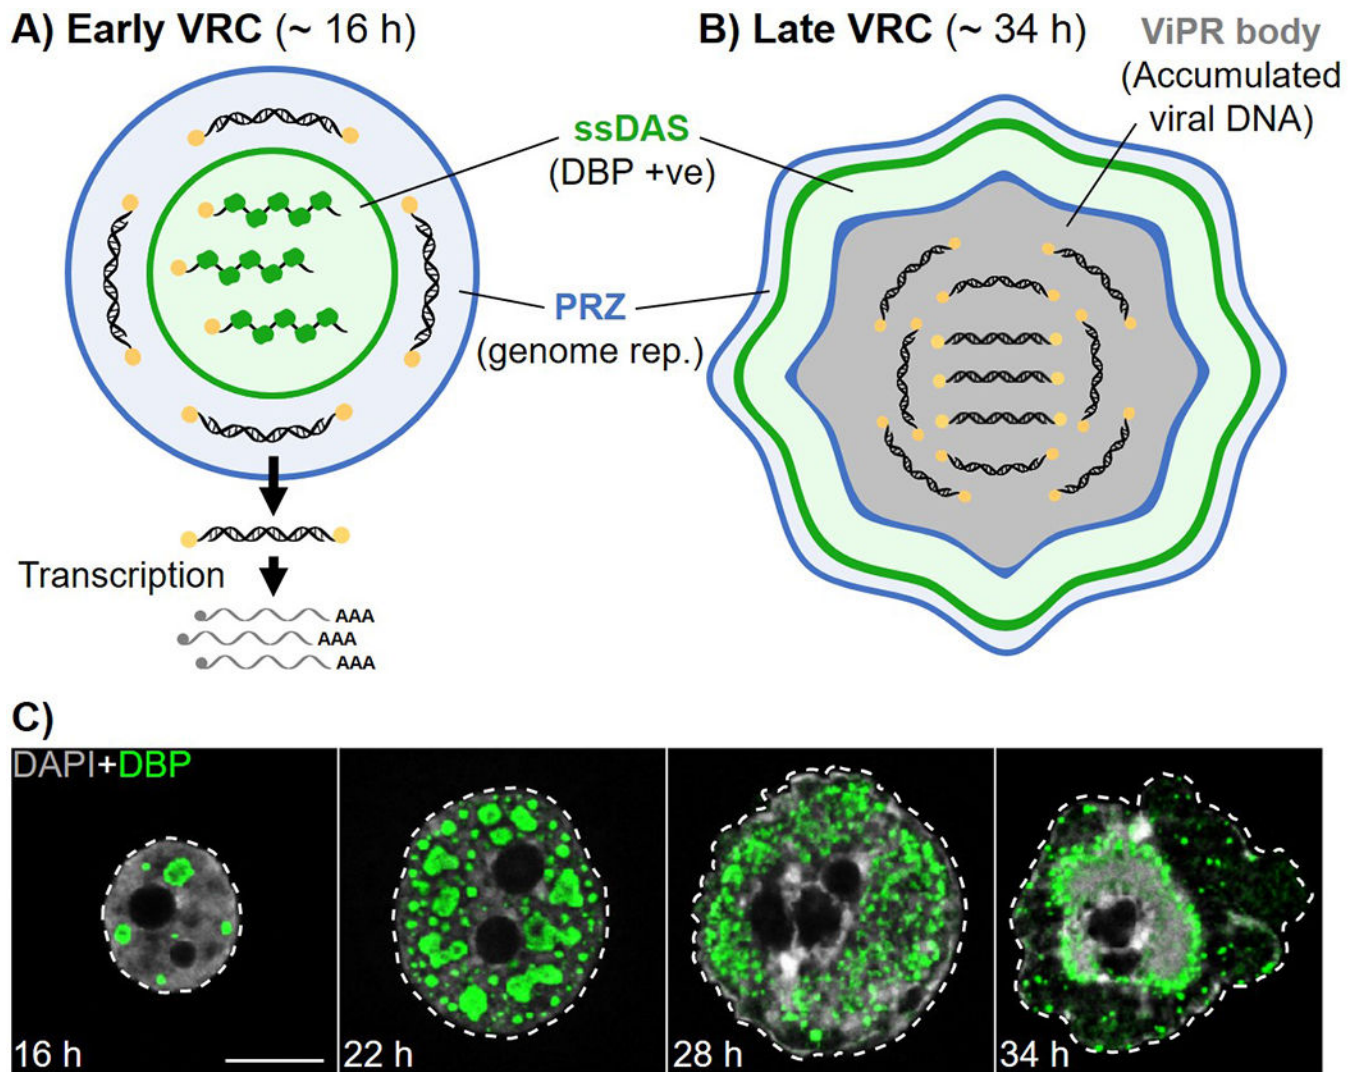 A) Early VRC (~ 16 h)
B) Late VRC (~ 34 h)
ViPR body
(Accumulated
viral DNA)
ssDAS
(DBP +ve)
PRZ
(genome rep.)
Transcription
AAA
AAA
AAA
C)
DAPI+DBP
16 h
22 h
28 h
34 h